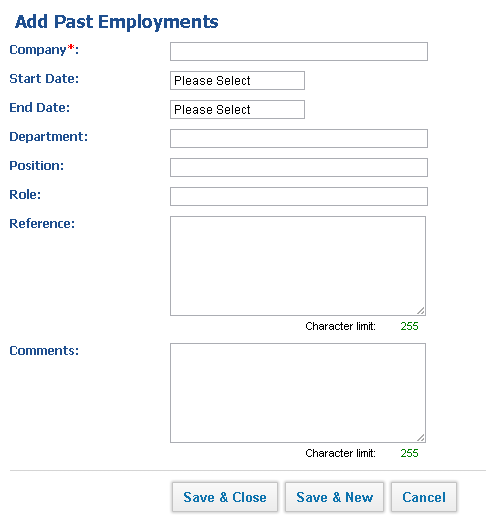 Add Past Employments
Company*:
Start Date: Please Select
End Date: Please Select
Department:
Position:
Role:
Reference:
Character limit: 255
Comments:
Character limit: 255
Save & Close Save & New Cancel